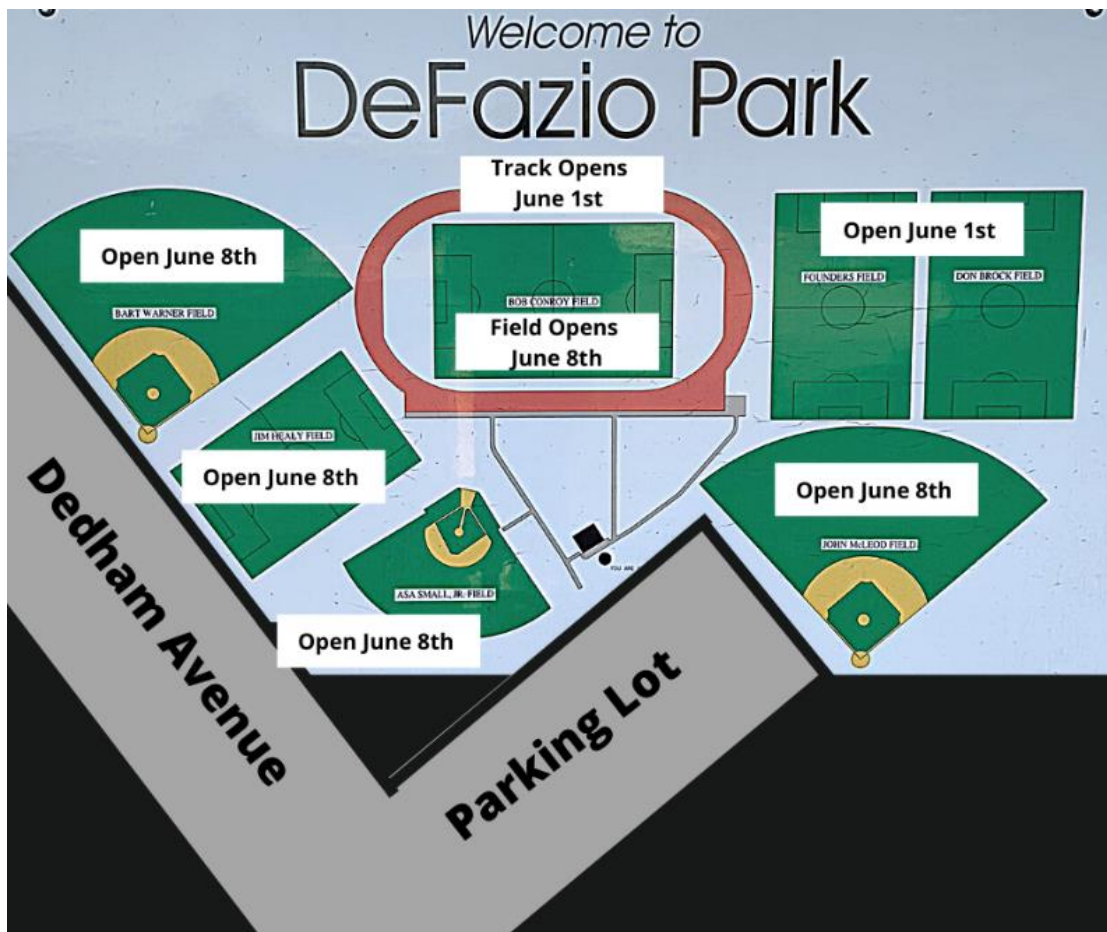 Welcome to
DeFazio Park
Track Opens
June 1st
Open June 8th
BART WARNER FIELD
BOB CONROY FIELD
Field Opens
June 8th
Open June 1st
FOUNDERS FIELD
DON BROCK FIELD
JIM HEALY FIELD
Open June 8th
Open June 8th
JOHN McLEOD FIELD
ASA SMALL, JR. FIELD
Open June 8th
YOU ARE
Dedham Avenue
Parking Lot